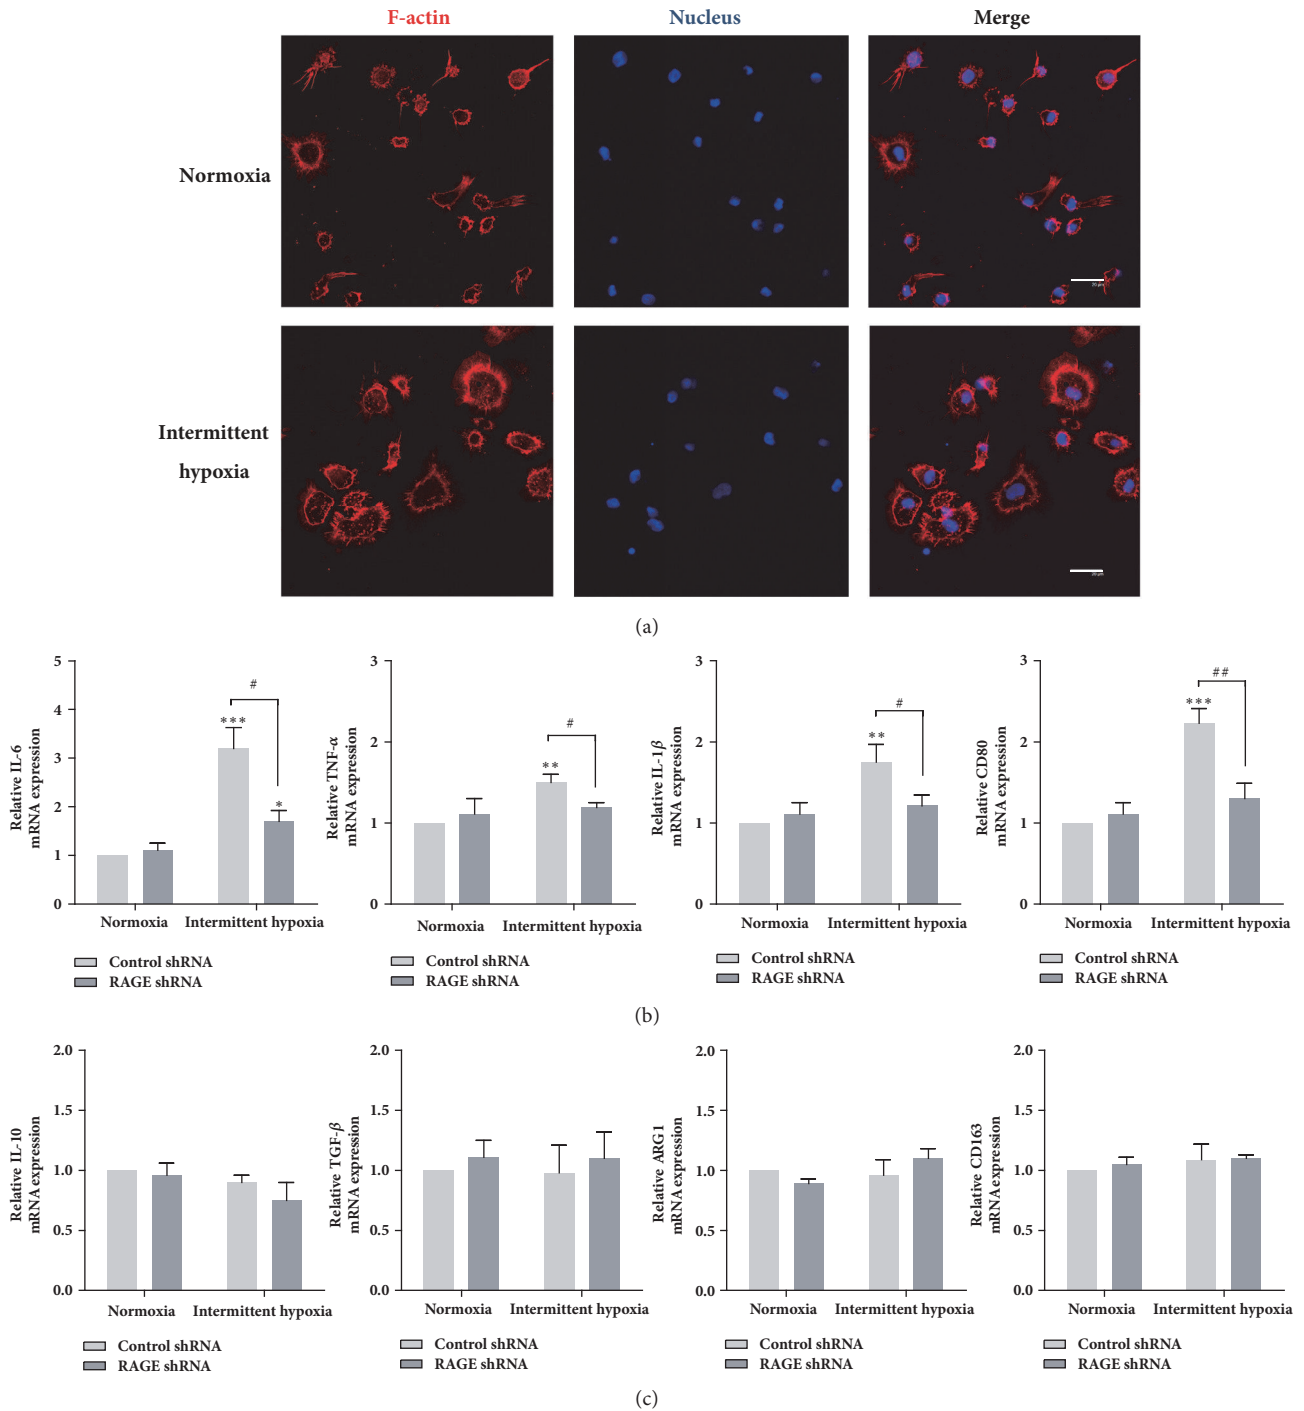 F-actin
Nucleus
Merge
Normoxia
20 μm
Intermittent
hypoxia
20 μm
(a)
Relative IL-6
mRNA expression
5
4
3
2
1
0
#
***
*
Normoxia
Intermittent hypoxia
Control shRNA
RAGE shRNA
Relative TNF-α
mRNA expression
3
2
1
0
#
**
Normoxia
Intermittent hypoxia
Control shRNA
RAGE shRNA
Relative IL-1β
mRNA expression
3
2
1
0
#
**
Normoxia
Intermittent hypoxia
Control shRNA
RAGE shRNA
Relative CD80
mRNA expression
3
2
1
0
##
***
Normoxia
Intermittent hypoxia
Control shRNA
RAGE shRNA
(b)
Relative IL-10
mRNA expression
2.0
1.5
1.0
0.5
0.0
Normoxia
Intermittent hypoxia
Control shRNA
RAGE shRNA
Relative TGF-β
mRNA expression
2.0
1.5
1.0
0.5
0.0
Normoxia
Intermittent hypoxia
Control shRNA
RAGE shRNA
Relative ARG1
mRNA expression
2.0
1.5
1.0
0.5
0.0
Normoxia
Intermittent hypoxia
Control shRNA
RAGE shRNA
Relative CD163
mRNA expression
2.0
1.5
1.0
0.5
0.0
Normoxia
Intermittent hypoxia
Control shRNA
RAGE shRNA
(c)